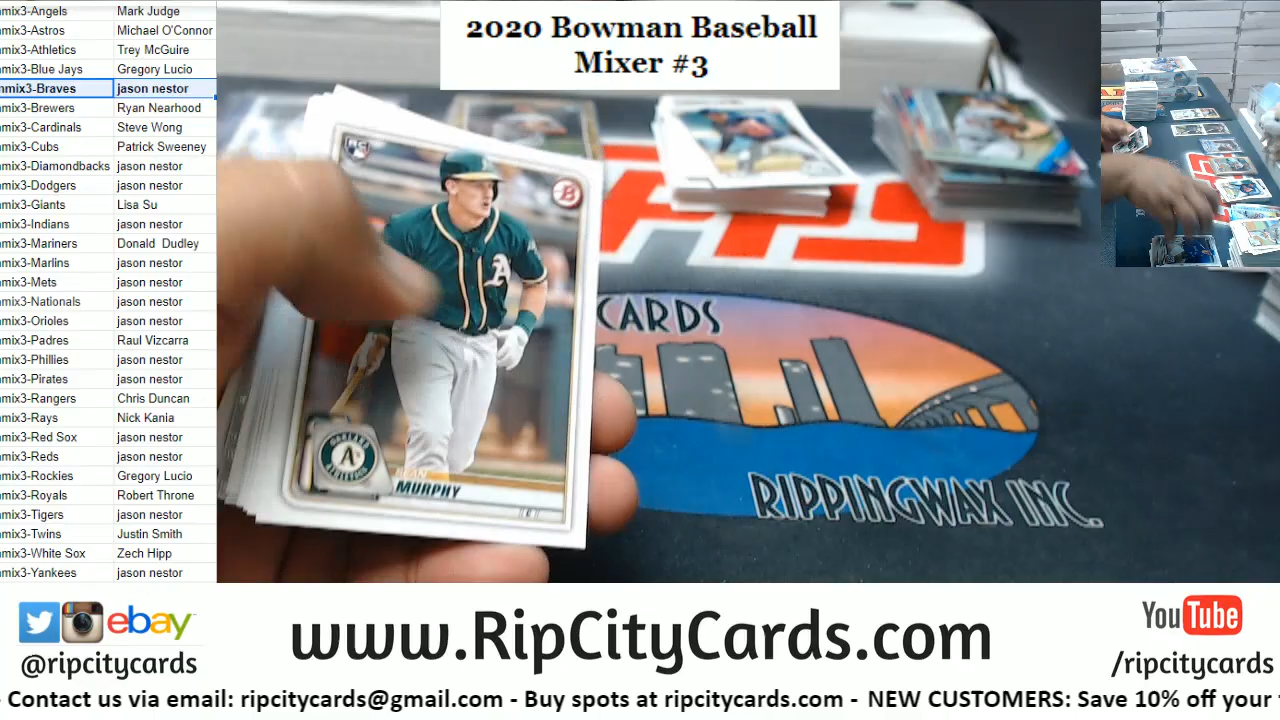 mix3-Angels Mark Judge
mix3-Astros Michael O'Connor
mix3-Athletics Trey McGuire
mix3-Blue Jays Gregory Lucio
mix3-Braves jason nestor
mix3-Brewers Ryan Nearhood
mix3-Cardinals Steve Wong
mix3-Cubs Patrick Sweeney
mix3-Diamondbacks jason nestor
mix3-Dodgers jason nestor
mix3-Giants Lisa Su
mix3-Indians jason nestor
mix3-Mariners Donald Dudley
mix3-Marlins jason nestor
mix3-Mets jason nestor
mix3-Nationals jason nestor
mix3-Orioles jason nestor
mix3-Padres Raul Vizcarra
mix3-Phillies jason nestor
mix3-Pirates jason nestor
mix3-Rangers Chris Duncan
mix3-Rays Nick Kania
mix3-Red Sox jason nestor
mix3-Reds jason nestor
mix3-Rockies Gregory Lucio
mix3-Royals Robert Throne
mix3-Tigers jason nestor
mix3-Twins Justin Smith
mix3-White Sox Zech Hipp
mix3-Yankees jason nestor
2020 Bowman Baseball
Mixer #3
RC
B
A
OAKLAND
A's
ATHLETICS
MURPHY
CARDS
RIPPINGWAX INC.
ebay
@ripcitycards
www.RipCityCards.com
YouTube
/ripcitycards
- Contact us via email: ripcitycards@gmail.com - Buy spots at ripcitycards.com - NEW CUSTOMERS: Save 10% off your